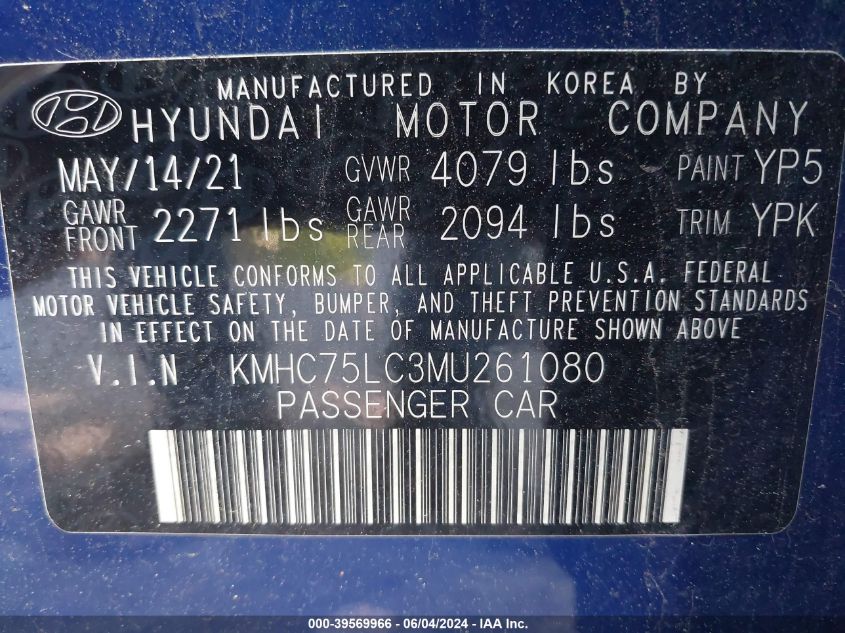 MANUFACTURED IN KOREA BY
HYUNDAI MOTOR COMPANY
MAY/14/21 GVWR 4079 lbs PAINT YP5
GAWR FRONT 2271 lbs GAWR REAR 2094 lbs TRIM YPK
THIS VEHICLE CONFORMS TO ALL APPLICABLE U.S.A. FEDERAL
MOTOR VEHICLE SAFETY, BUMPER, AND THEFT PREVENTION STANDARDS
IN EFFECT ON THE DATE OF MANUFACTURE SHOWN ABOVE
V.I.N KMHC75LC3MU261080
PASSENGER CAR
000-39569966 - 06/04/2024 - IAA Inc.